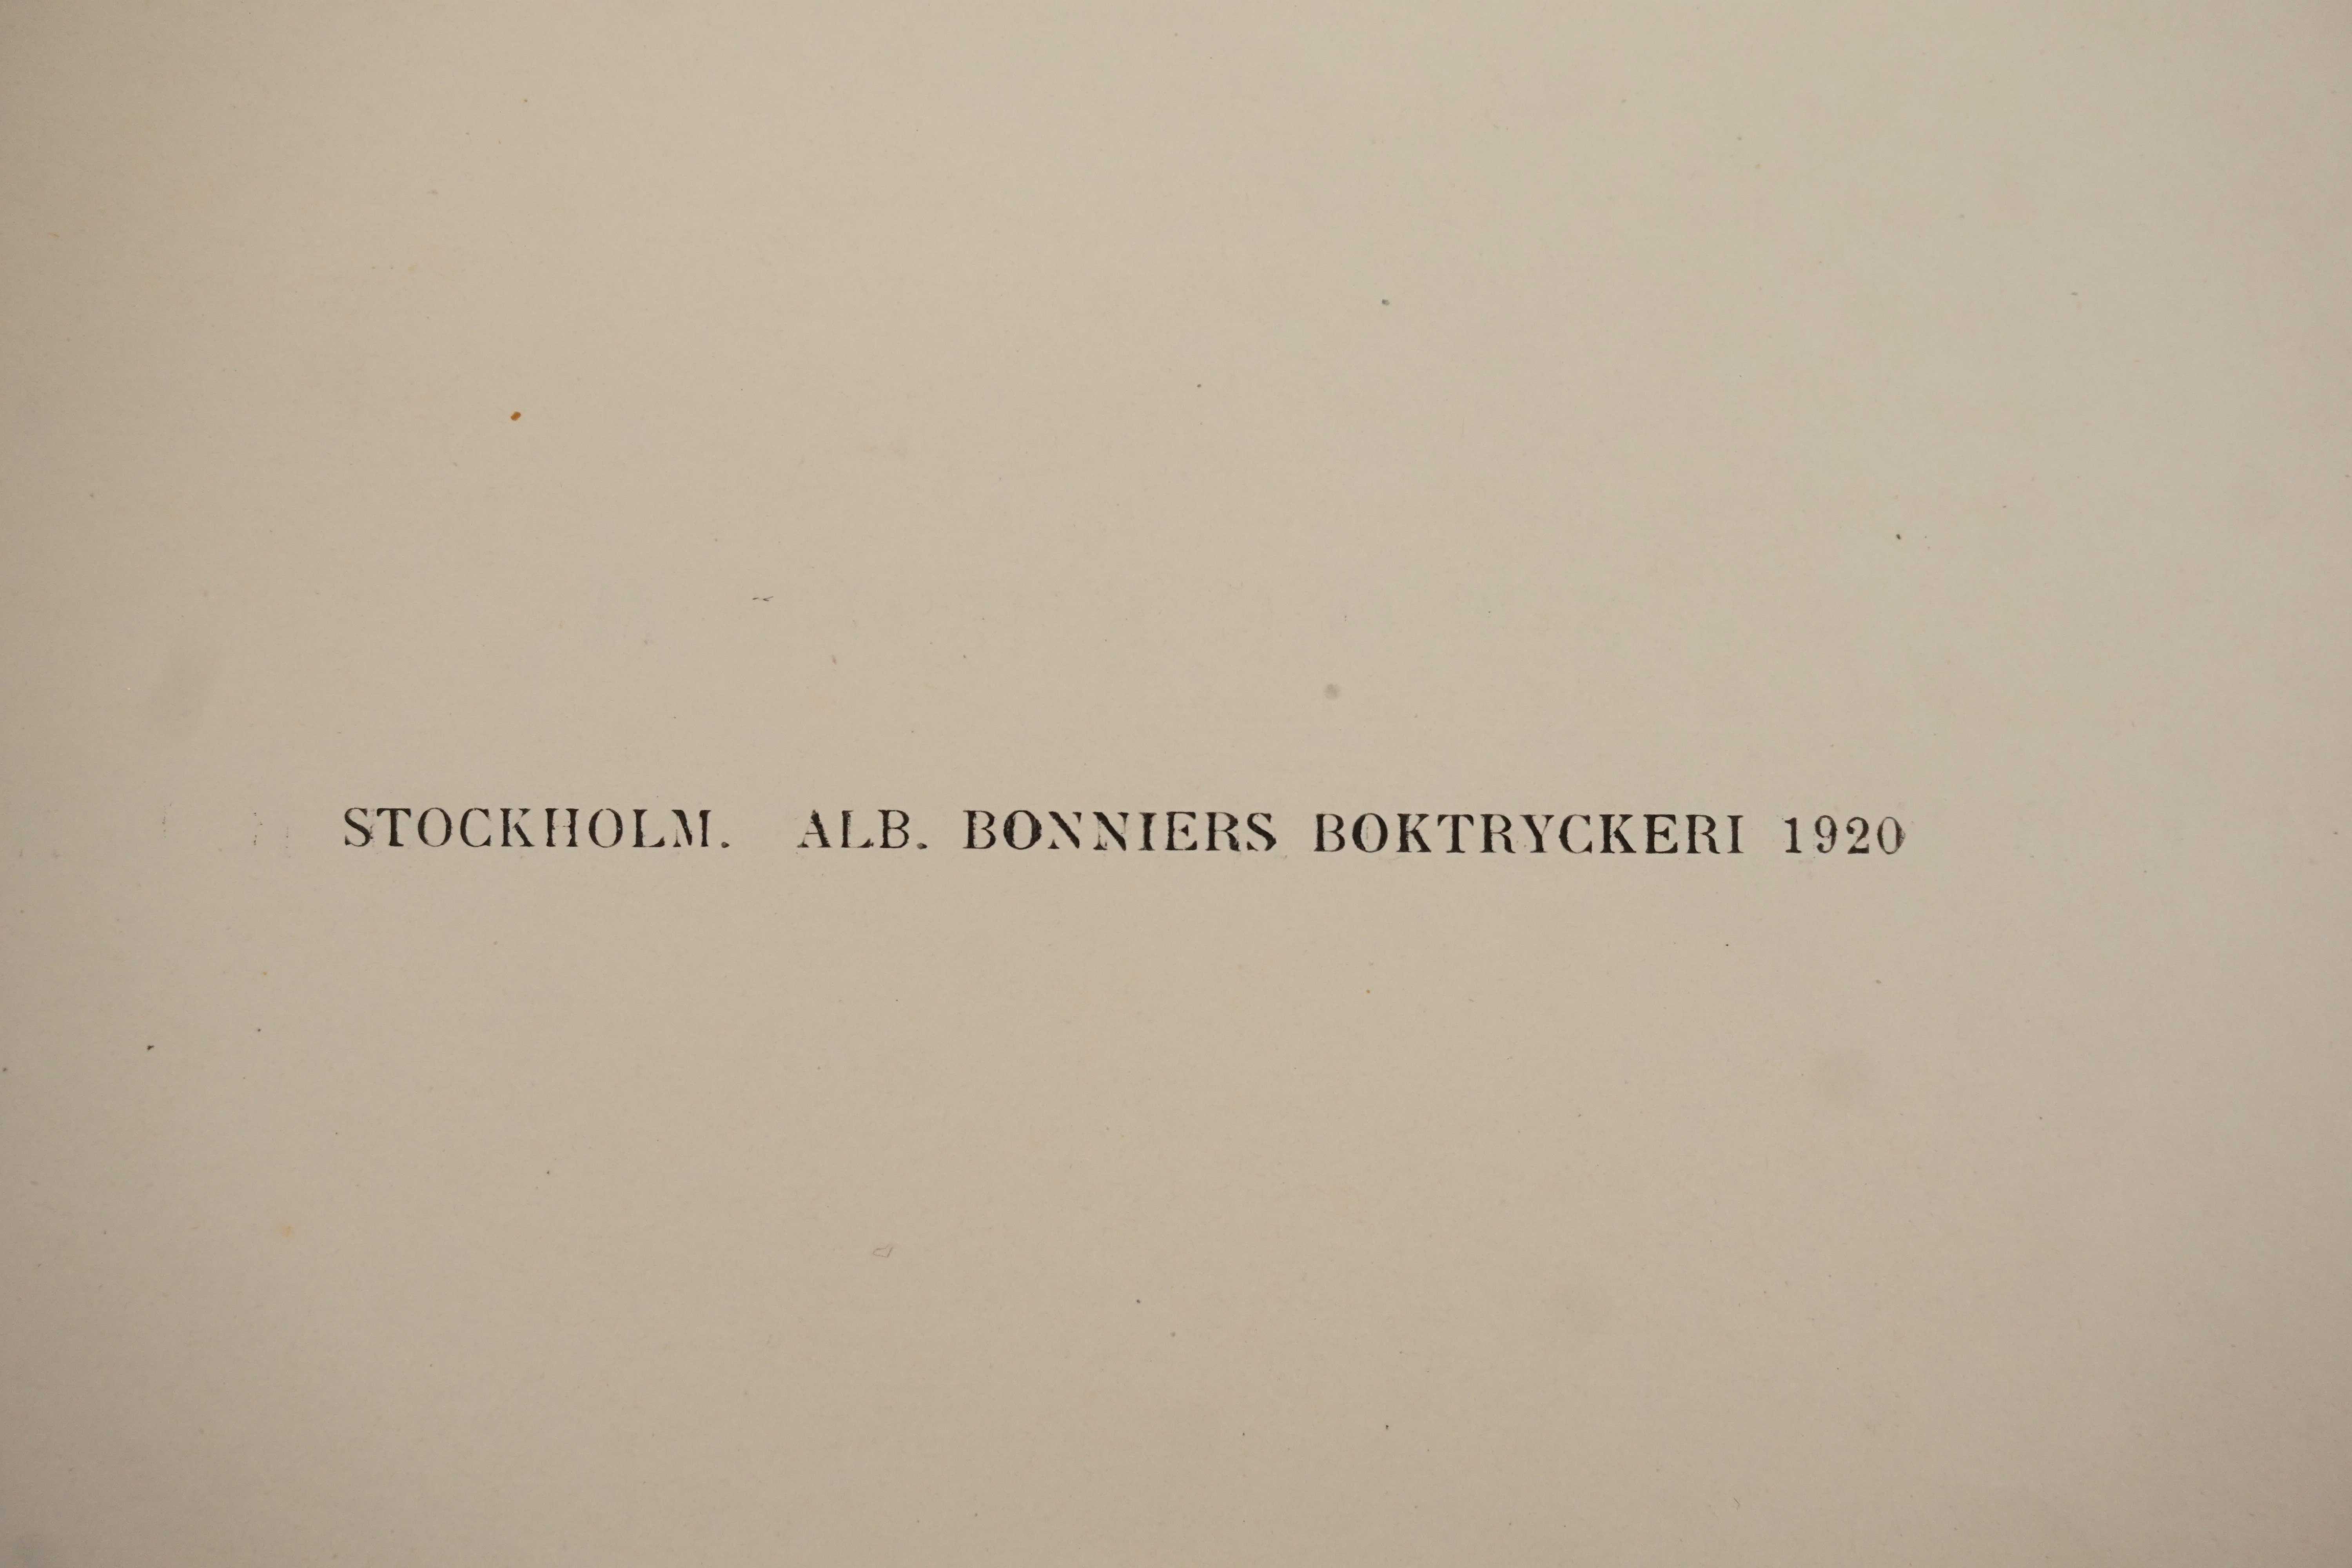 STOCKHOLM. ALB. BONNIERS BOKTRYCKERI 1920